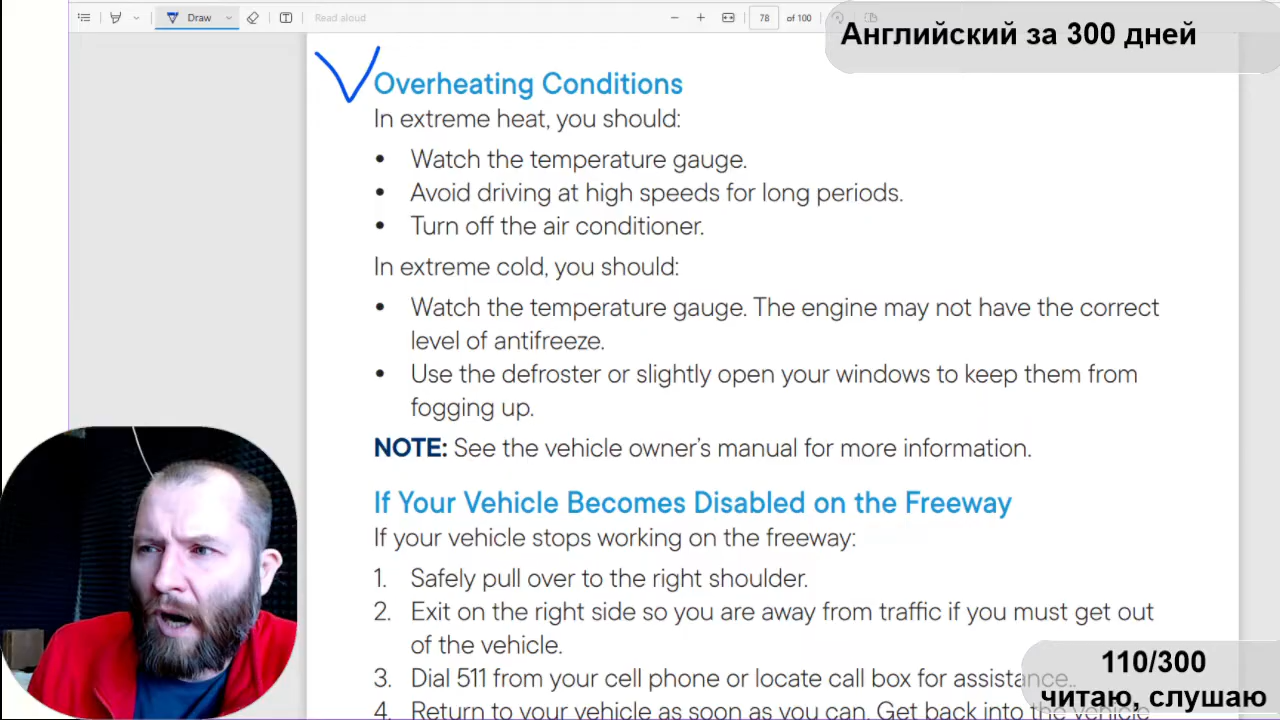 Draw
Read aloud
78
of 100
Английский за 300 дней
Overheating Conditions
In extreme heat, you should:
• Watch the temperature gauge.
• Avoid driving at high speeds for long periods.
• Turn off the air conditioner.
In extreme cold, you should:
• Watch the temperature gauge. The engine may not have the correct
level of antifreeze.
• Use the defroster or slightly open your windows to keep them from
fogging up.
NOTE: See the vehicle owner’s manual for more information.
If Your Vehicle Becomes Disabled on the Freeway
If your vehicle stops working on the freeway:
1. Safely pull over to the right shoulder.
2. Exit on the right side so you are away from traffic if you must get out
of the vehicle.
3. Dial 511 from your cell phone or locate call box for assistance.
4. Return to your vehicle as soon as you can. Get back into the vehicle
110/300
читаю, слушаю